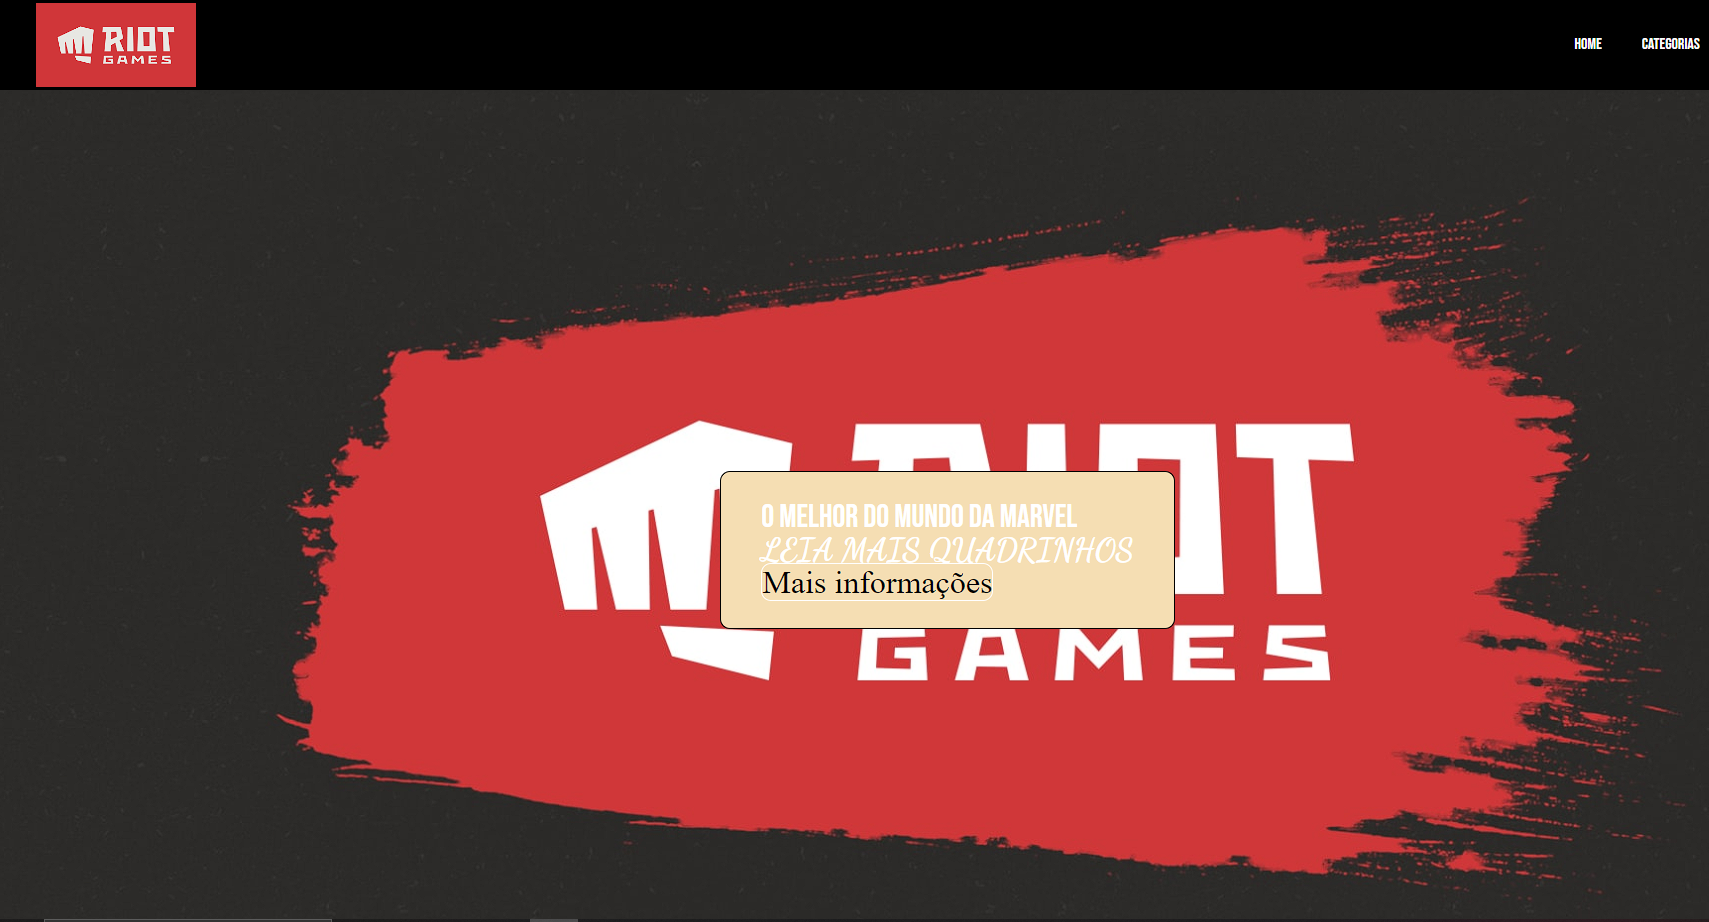 RIOT
GAMES
HOME
CATEGORIAS
RIOT
O MELHOR DO MUNDO DA MARVEL
LEIA MAIS QUADRINHOS
Mais informações
GAMES